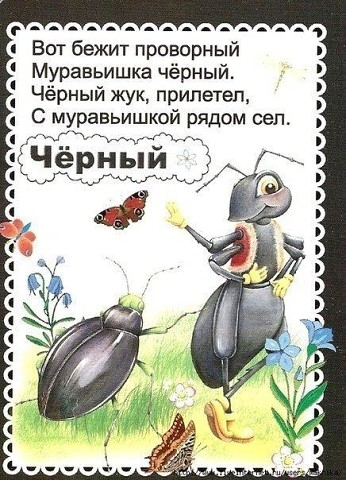 Вот бежит проворный
Муравьишка чёрный.
Чёрный жук, прилетел,
С муравьишкой рядом сел.
Чёрный